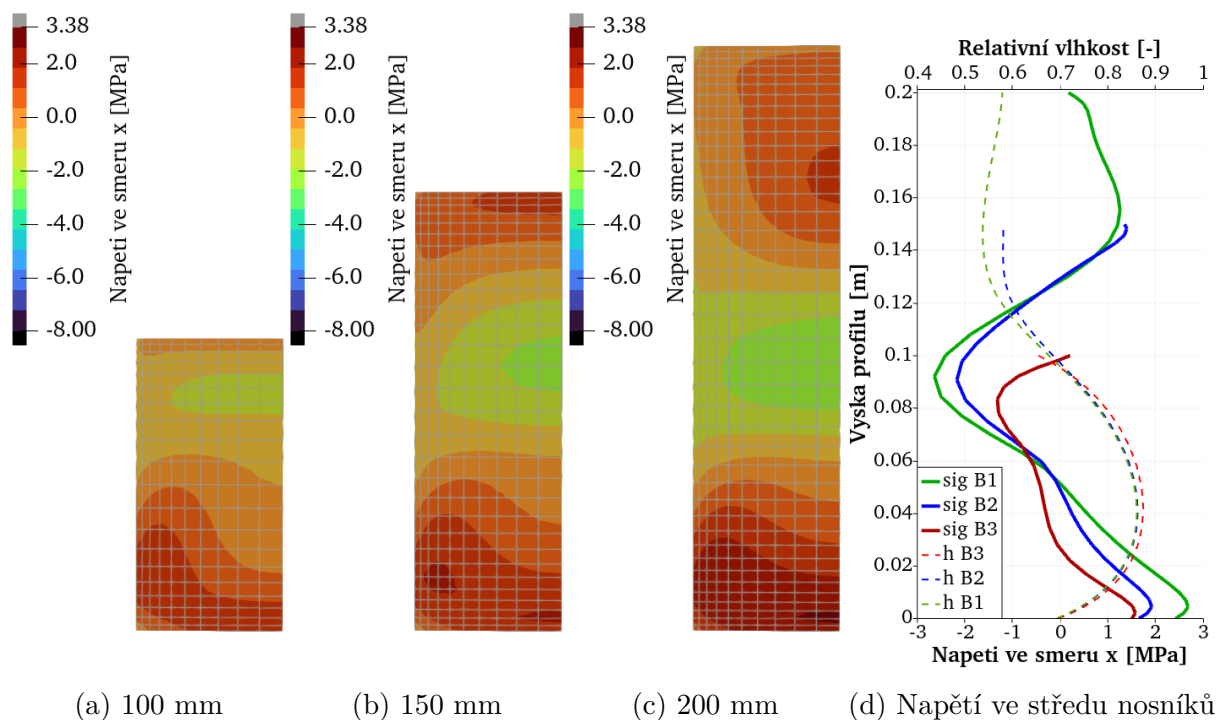 3.38
2.0
0.0
-2.0
-4.0
-6.0
-8.00
Napeti ve smeru x [MPa]
3.38
2.0
0.0
-2.0
-4.0
-6.0
-8.00
Napeti ve smeru x [MPa]
3.38
2.0
0.0
-2.0
-4.0
-6.0
-8.00
Napeti ve smeru x [MPa]
Relativní vlhkost [-]
0.4 0.5 0.6 0.7 0.8 0.9 1
Vyska profilu [m]
0.2
0.18
0.16
0.14
0.12
0.1
0.08
0.06
0.04
0.02
0
sig B1
sig B2
sig B3
h B3
h B2
h B1
-3 -2 -1 0 1 2 3
Napeti ve smeru x [MPa]
(a) 100 mm (b) 150 mm (c) 200 mm (d) Napětí ve středu nosníků